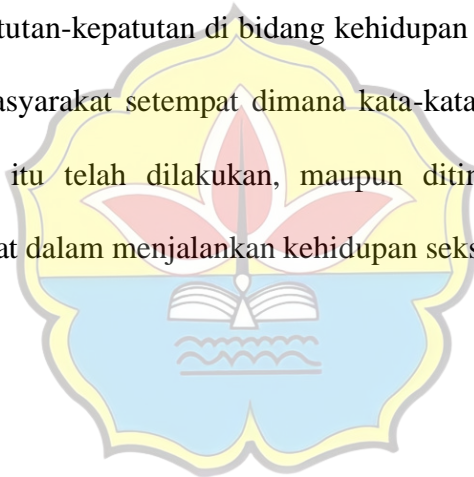 tutan-kepatutan di bidang kehidupan
asyarakat setempat dimana kata-kata
itu telah dilakukan, maupun diti
at dalam menjalankan kehidupan seks